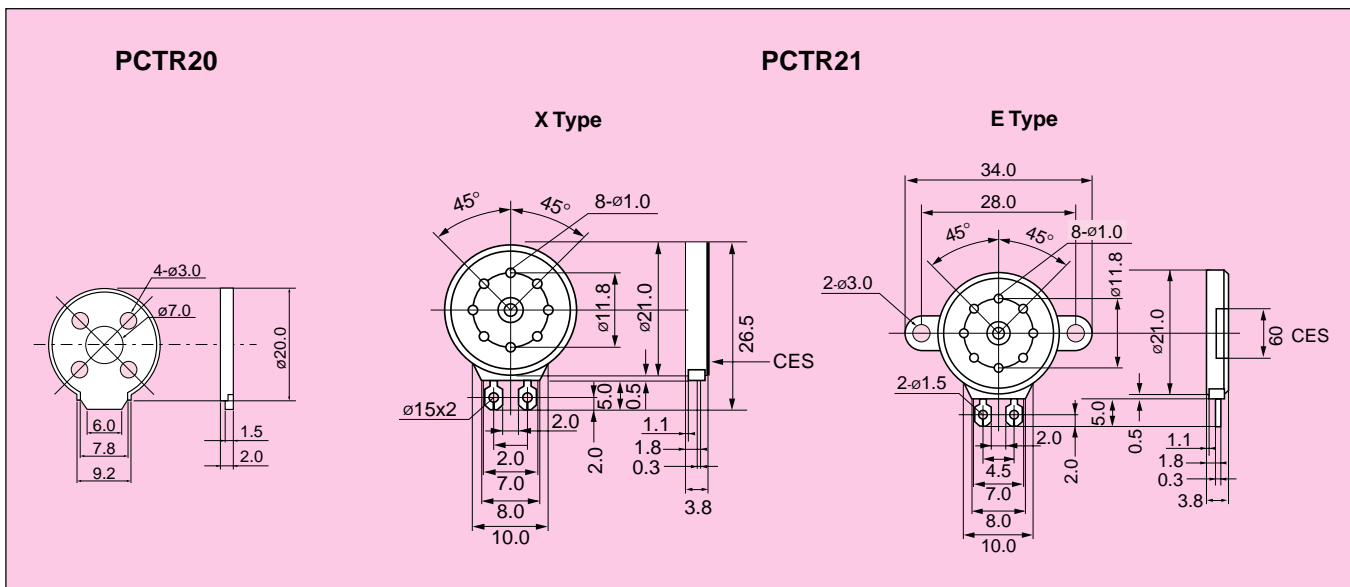 PCTR20
PCTR21
X Type
E Type
4-ø3.0
ø7.0
ø20.0
6.0
7.8
9.2
1.5
2.0
45°
45°
8-ø1.0
ø11.8
ø21.0
26.5
CES
ø15x2
5.0
0.5
2.0
2.0
2.0
7.0
8.0
10.0
1.1
1.8
0.3
3.8
34.0
28.0
45°
45°
8-ø1.0
2-ø3.0
ø11.8
ø21.0
60
CES
2-ø1.5
5.0
0.5
2.0
2.0
4.5
7.0
8.0
10.0
1.1
1.8
0.3
3.8